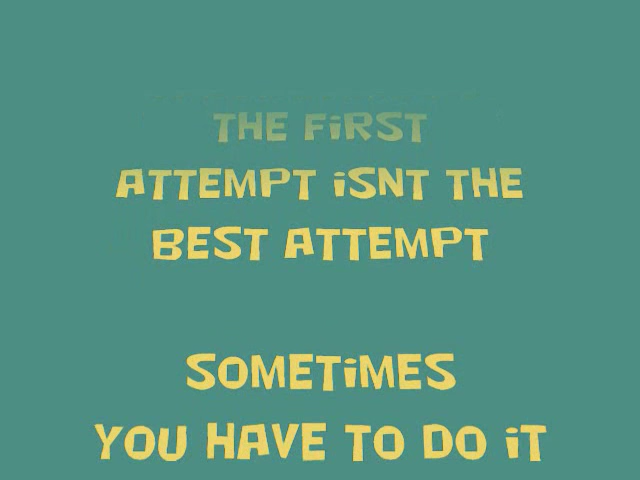 THE FiRST
ATTEMPT iSNT THE
BEST ATTEMPT
SOMETiMES
YOU HAVE TO DO iT